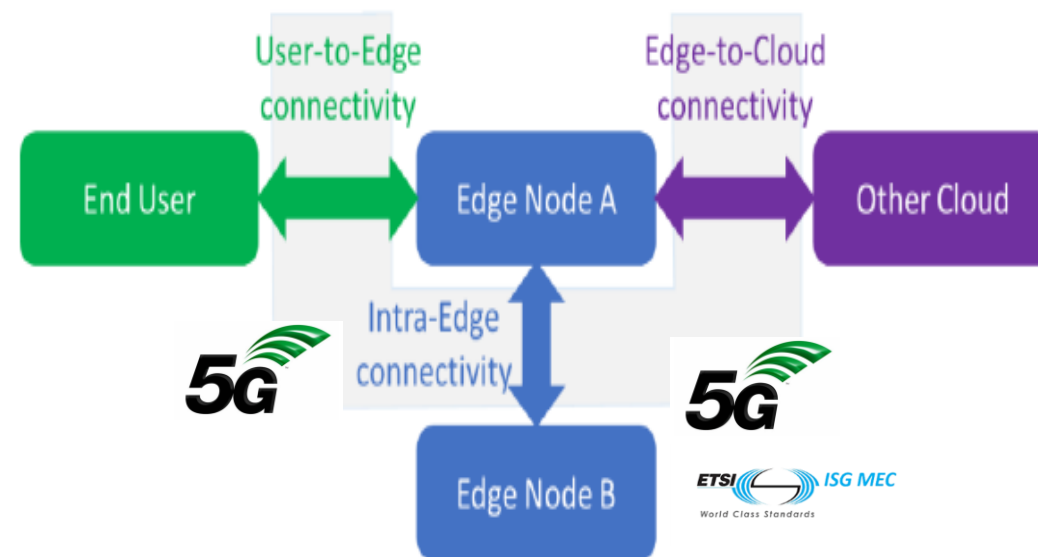 User-to-Edge
connectivity
Edge-to-Cloud
connectivity
End User
Edge Node A
Other Cloud
Intra-Edge
connectivity
5G
5G
Edge Node B
ETSI
ISG MEC
World Class Standards